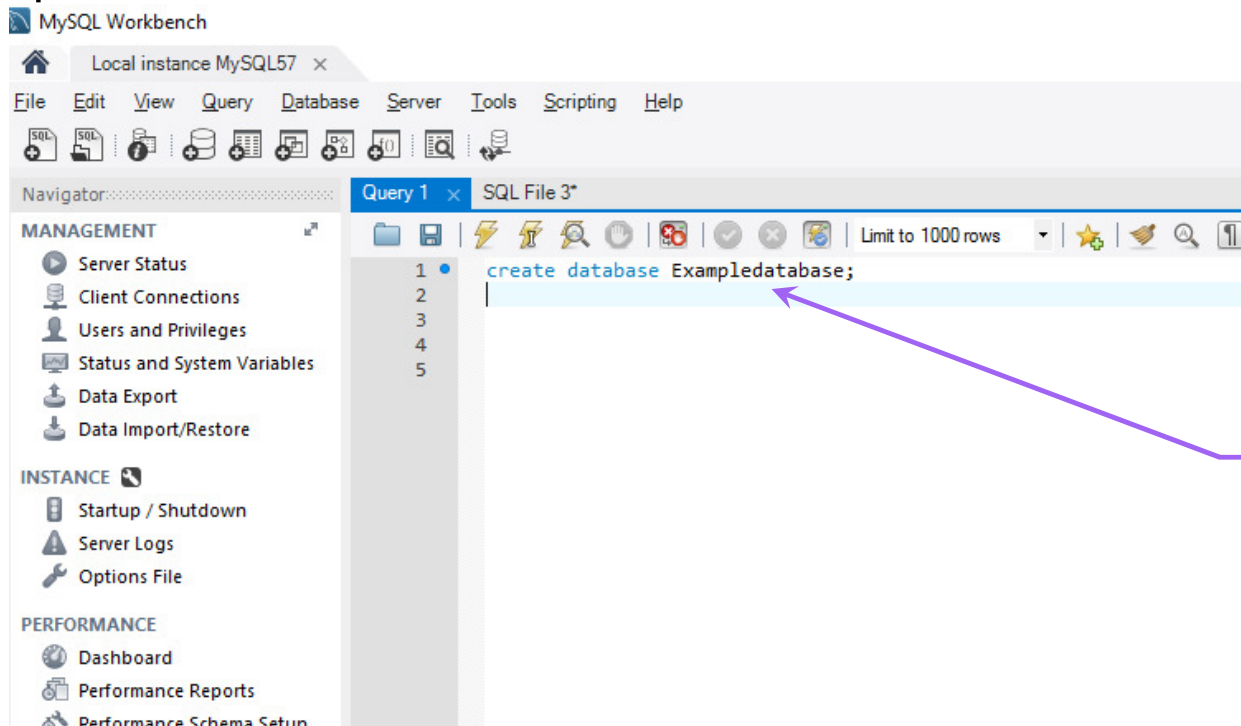 MySQL Workbench
Local instance MySQL57 ×
File Edit View Query Database Server Tools Scripting Help
SQL SQL i f()
Navigator
Query 1 × SQL File 3*
MANAGEMENT
Limit to 1000 rows
Server Status
Client Connections
Users and Privileges
Status and System Variables
Data Export
Data Import/Restore
1 create database Exampledatabase;
2
3
4
5
INSTANCE
Startup / Shutdown
Server Logs
Options File
PERFORMANCE
Dashboard
Performance Reports
Performance Schema Setup